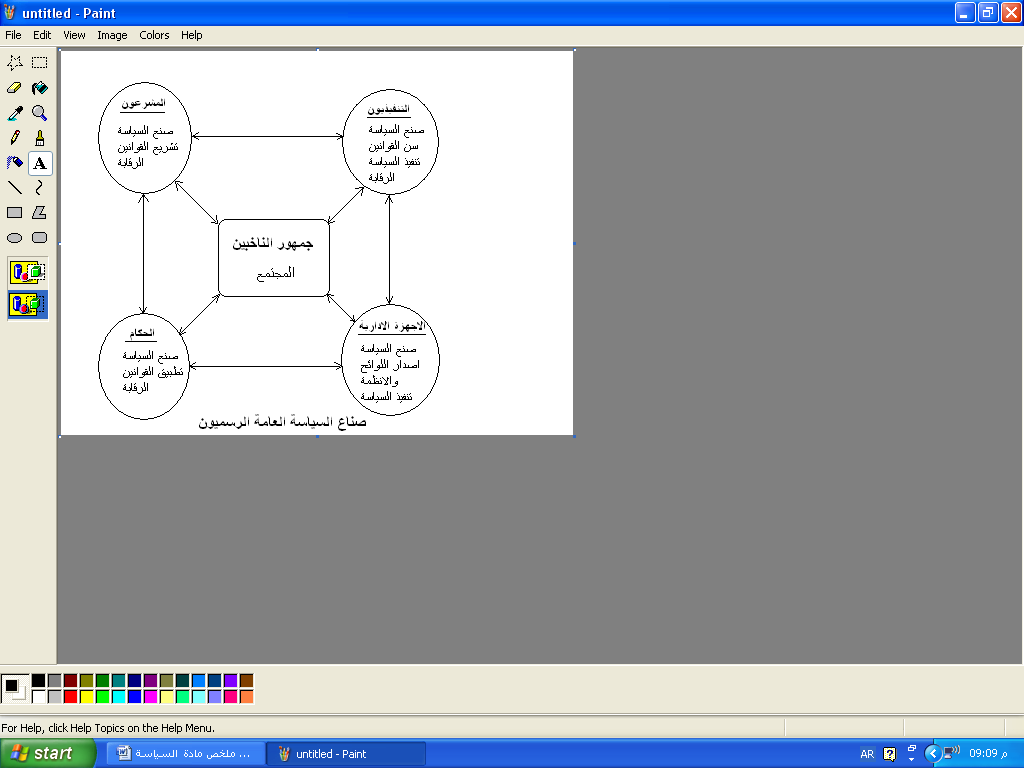 untitled - Paint
File Edit View Image Colors Help
المشرعون
صنع السياسة
تشريع القوانين
الرقابة
التنفيذيون
صنع السياسة
سن القوانين
تنفيذ السياسة
الرقابة
جمهور الناخبين
المجتمع
الحكام
صنع السياسة
تطبيق القوانين
الرقابة
الاجهزة الادارية
صنع السياسة
اصدار اللوائح
والانظمة
تنفيذ السياسة
صناع السياسة العامة الرسميون
For Help, click Help Topics on the Help Menu.
start
ملخص مادة السياسة ...
untitled - Paint
AR
09:09 م